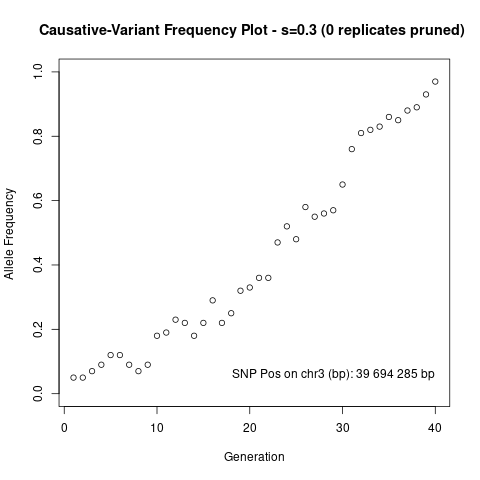 Causative-Variant Frequency Plot - s=0.3 (0 replicates pruned)
1.0
0.8
0.6
0.4
0.2
0.0
Allele Frequency
SNP Pos on chr3 (bp): 39 694 285 bp
0 10 20 30 40
Generation